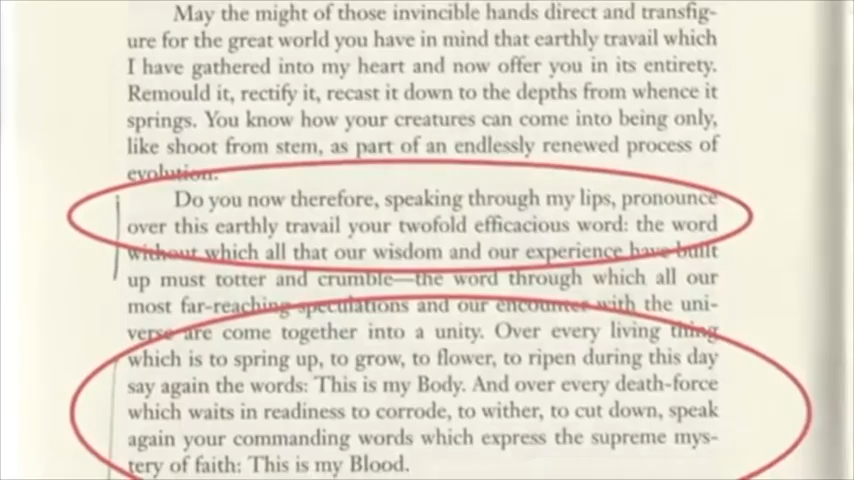 May the might of those invincible hands direct and transfig-
ure for the great world you have in mind that earthly travail which
I have gathered into my heart and now offer you in its entirety.
Remould it, rectify it, recast it down to the depths from whence it
springs. You know how your creatures can come into being only,
like shoot from stem, as part of an endlessly renewed process of
evolution.
Do you now therefore, speaking through my lips, pronounce
over this earthly travail your twofold efficacious word: the word
without which all that our wisdom and our experience have built
up must totter and crumble—the word through which all our
most far-reaching speculations and our encounter with the uni-
verse are come together into a unity. Over every living thing
which is to spring up, to grow, to flower, to ripen during this day
say again the words: This is my Body. And over every death-force
which waits in readiness to corrode, to wither, to cut down, speak
again your commanding words which express the supreme mys-
tery of faith: This is my Blood.